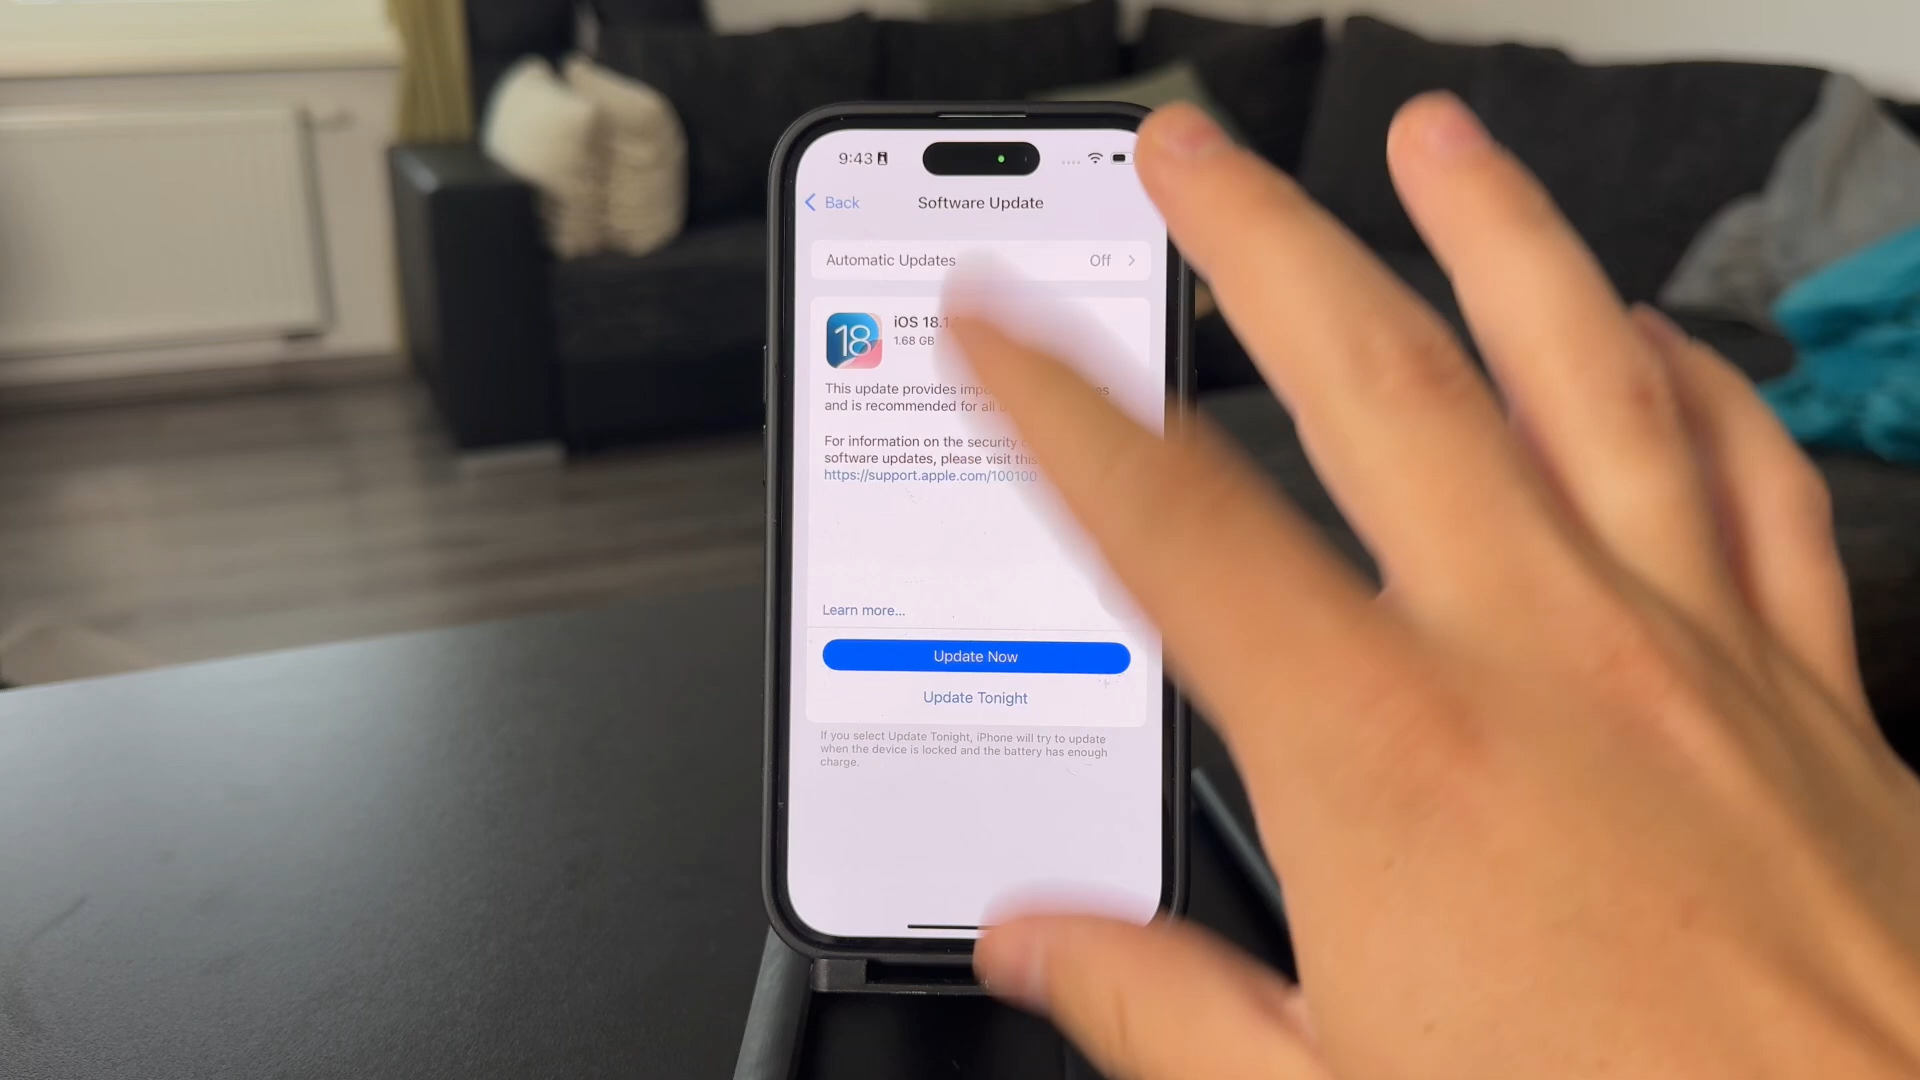 9:43
Back
Software Update
Automatic Updates
Off
18
iOS 18.1
1.68 GB
This update provides
and is recommended for all
For information on the security
software updates, please visit this
https://support.apple.com/100100
Learn more...
Update Now
Update Tonight
If you select Update Tonight, iPhone will try to update
when the device is locked and the battery has enough
charge.